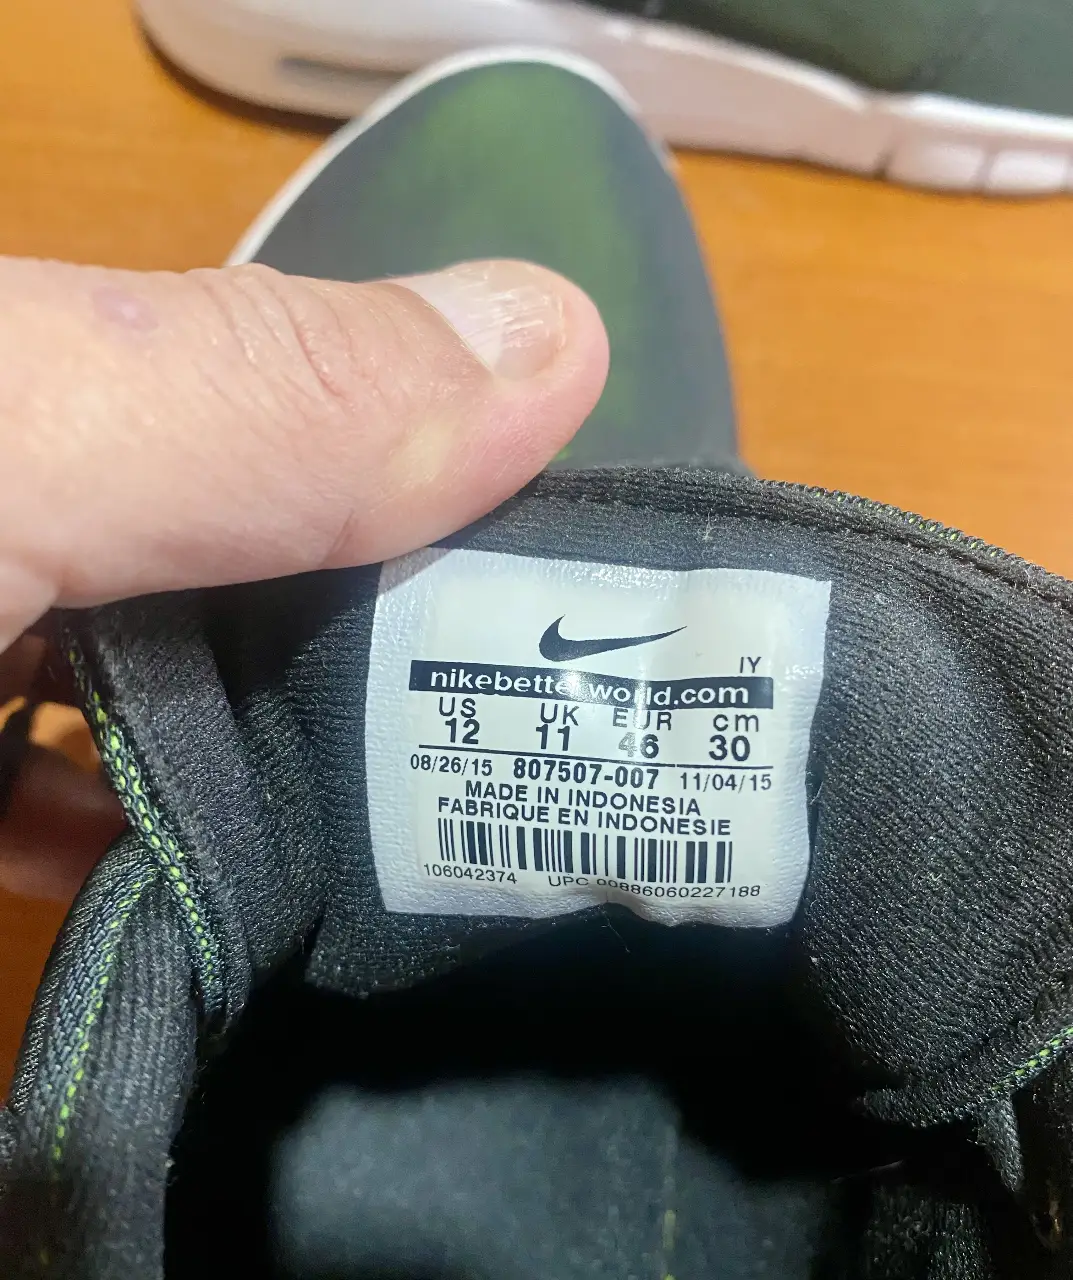 IY
nikebetterworld.com
US UK EUR cm
12 11 46 30
08/26/15 807507-007 11/04/15
MADE IN INDONESIA
FABRIQUE EN INDONESIE
106042374 UPC 00886060227188